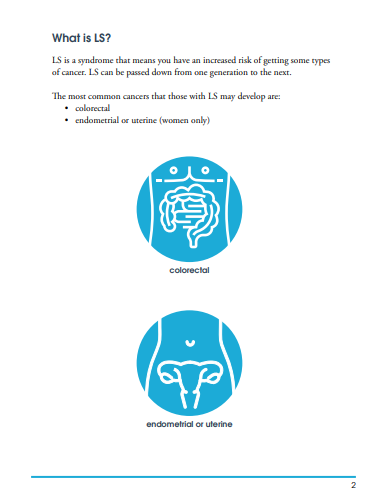 What is LS?
LS is a syndrome that means you have an increased risk of getting some types
of cancer. LS can be passed down from one generation to the next.
The most common cancers that those with LS may develop are:
• colorectal
• endometrial or uterine (women only)
colorectal
endometrial or uterine
2